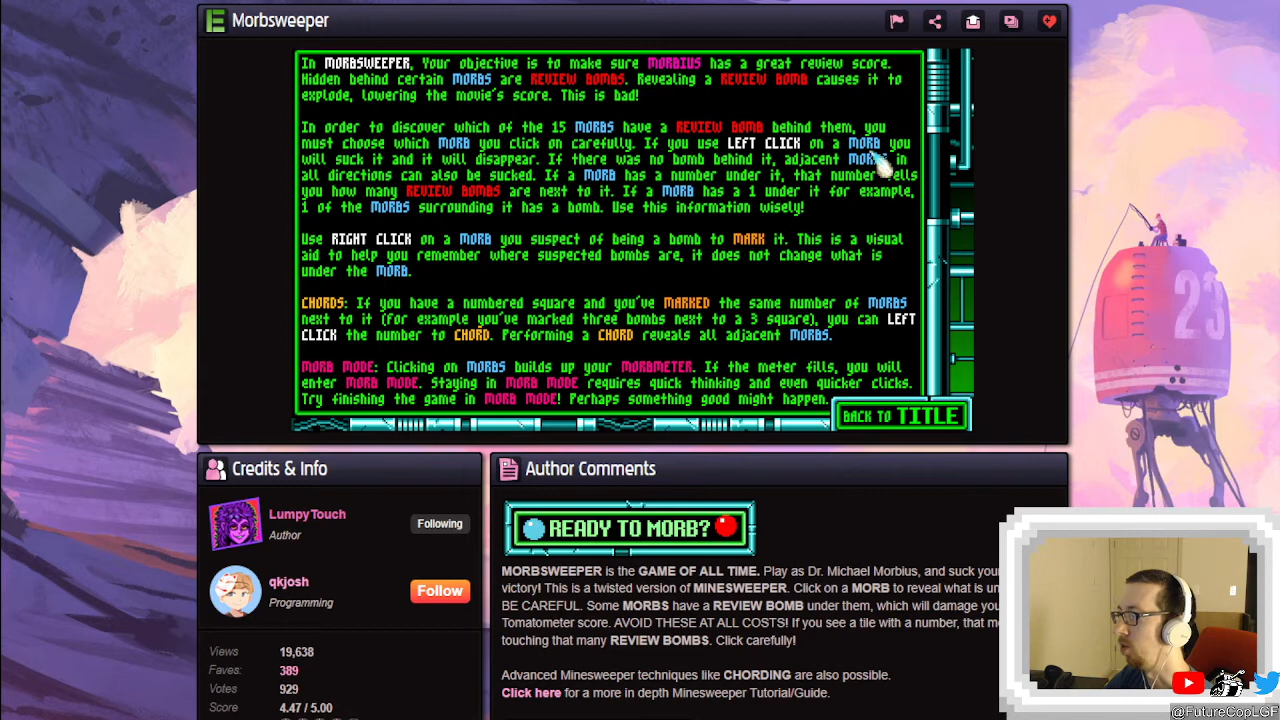 Morbsweeper
In MORBSWEEPER, Your objective is to make sure MORBIUS has a great review score.
Hidden behind certain MORBS are REVIEW BOMBS. Revealing a REVIEW BOMB causes it to
explode, lowering the movie's score. This is bad!
In order to discover which of the 15 MORBS have a REVIEW BOMB behind them, you
must choose which MORB you click on carefully. If you use LEFT CLICK on a MORB you
will suck it and it will disappear. If there was no bomb behind it, adjacent in
all directions can also be sucked. If a MORB has a number under it, that number
you how many REVIEW BOMBS are next to it. If a MORB has a 1 under it for example,
1 of the MORBS surrounding it has a bomb. Use this information wisely!
Use RIGHT CLICK on a MORB you suspect of being a bomb to MARK it. This is a visual
aid to help you remember where suspected bombs are, it does not change what is
under the MORB.
CHORDS: If you have a numbered square and you've MARKED the same number of MORBS
next to it (for example you've marked three bombs next to a 3 square), you can LEFT
CLICK the number to CHORD. Performing a CHORD reveals all adjacent MORBS.
MORB MODE: Clicking on MORBS builds up your MORBMETER. If the meter fills, you will
enter MORB MODE. Staying in MORB MODE requires quick thinking and even quicker clicks.
Try finishing the game in MORB MODE! Perhaps something good might happen.
BACK TO TITLE
23
Credits & Info
LumpyTouch
Author
Following
qkjosh
Programming
Follow
Views 19,638
Faves: 389
Votes 929
Score 4.47 / 5.00
Author Comments
READY TO MORB?
MORBSWEEPER is the GAME OF ALL TIME. Play as Dr. Michael Morbius, and suck you
victory! This is a twisted version of MINESWEEPER. Click on a MORB to reveal what is
BE CAREFUL. Some MORBS have a REVIEW BOMB under them, which will damage you
Tomatometer score. AVOID THESE AT ALL COSTS! If you see a tile with a number, that
touching that many REVIEW BOMBS. Click carefully!
Advanced Minesweeper techniques like CHORDING are also possible.
Click here for a more in depth Minesweeper Tutorial/Guide.
@FutureCopLGF